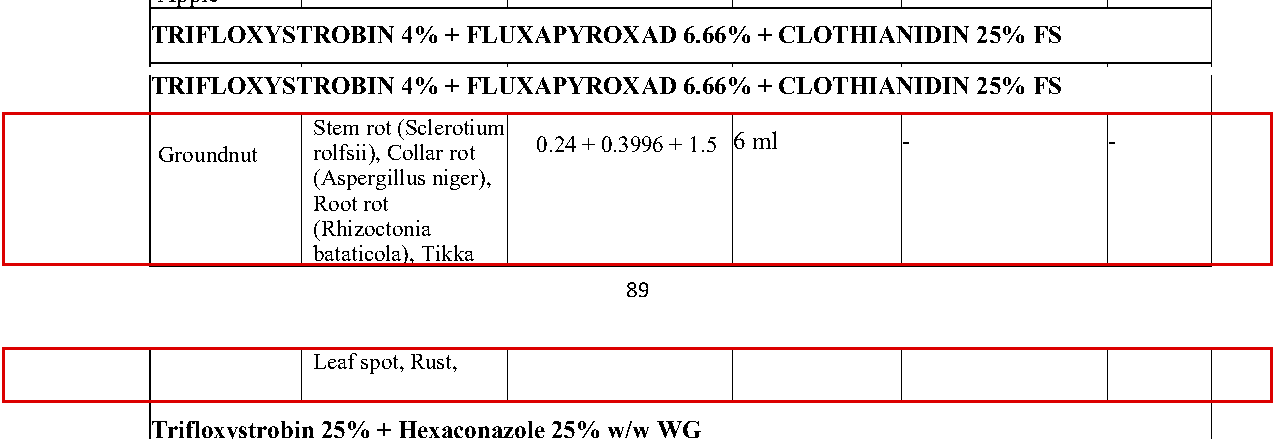 Apple
TRIFLOXYSTROBIN 4% + FLUXAPYROXAD 6.66% + CLOTHIANIDIN 25% FS
TRIFLOXYSTROBIN 4% + FLUXAPYROXAD 6.66% + CLOTHIANIDIN 25% FS
Groundnut
Stem rot (Sclerotium
rolfsii), Collar rot
(Aspergillus niger),
Root rot
(Rhizoctonia
bataticola), Tikka
0.24 + 0.3996 + 1.5
6 ml
-
-
89
Leaf spot, Rust,
Trifloxystrobin 25% + Hexaconazole 25% w/w WG